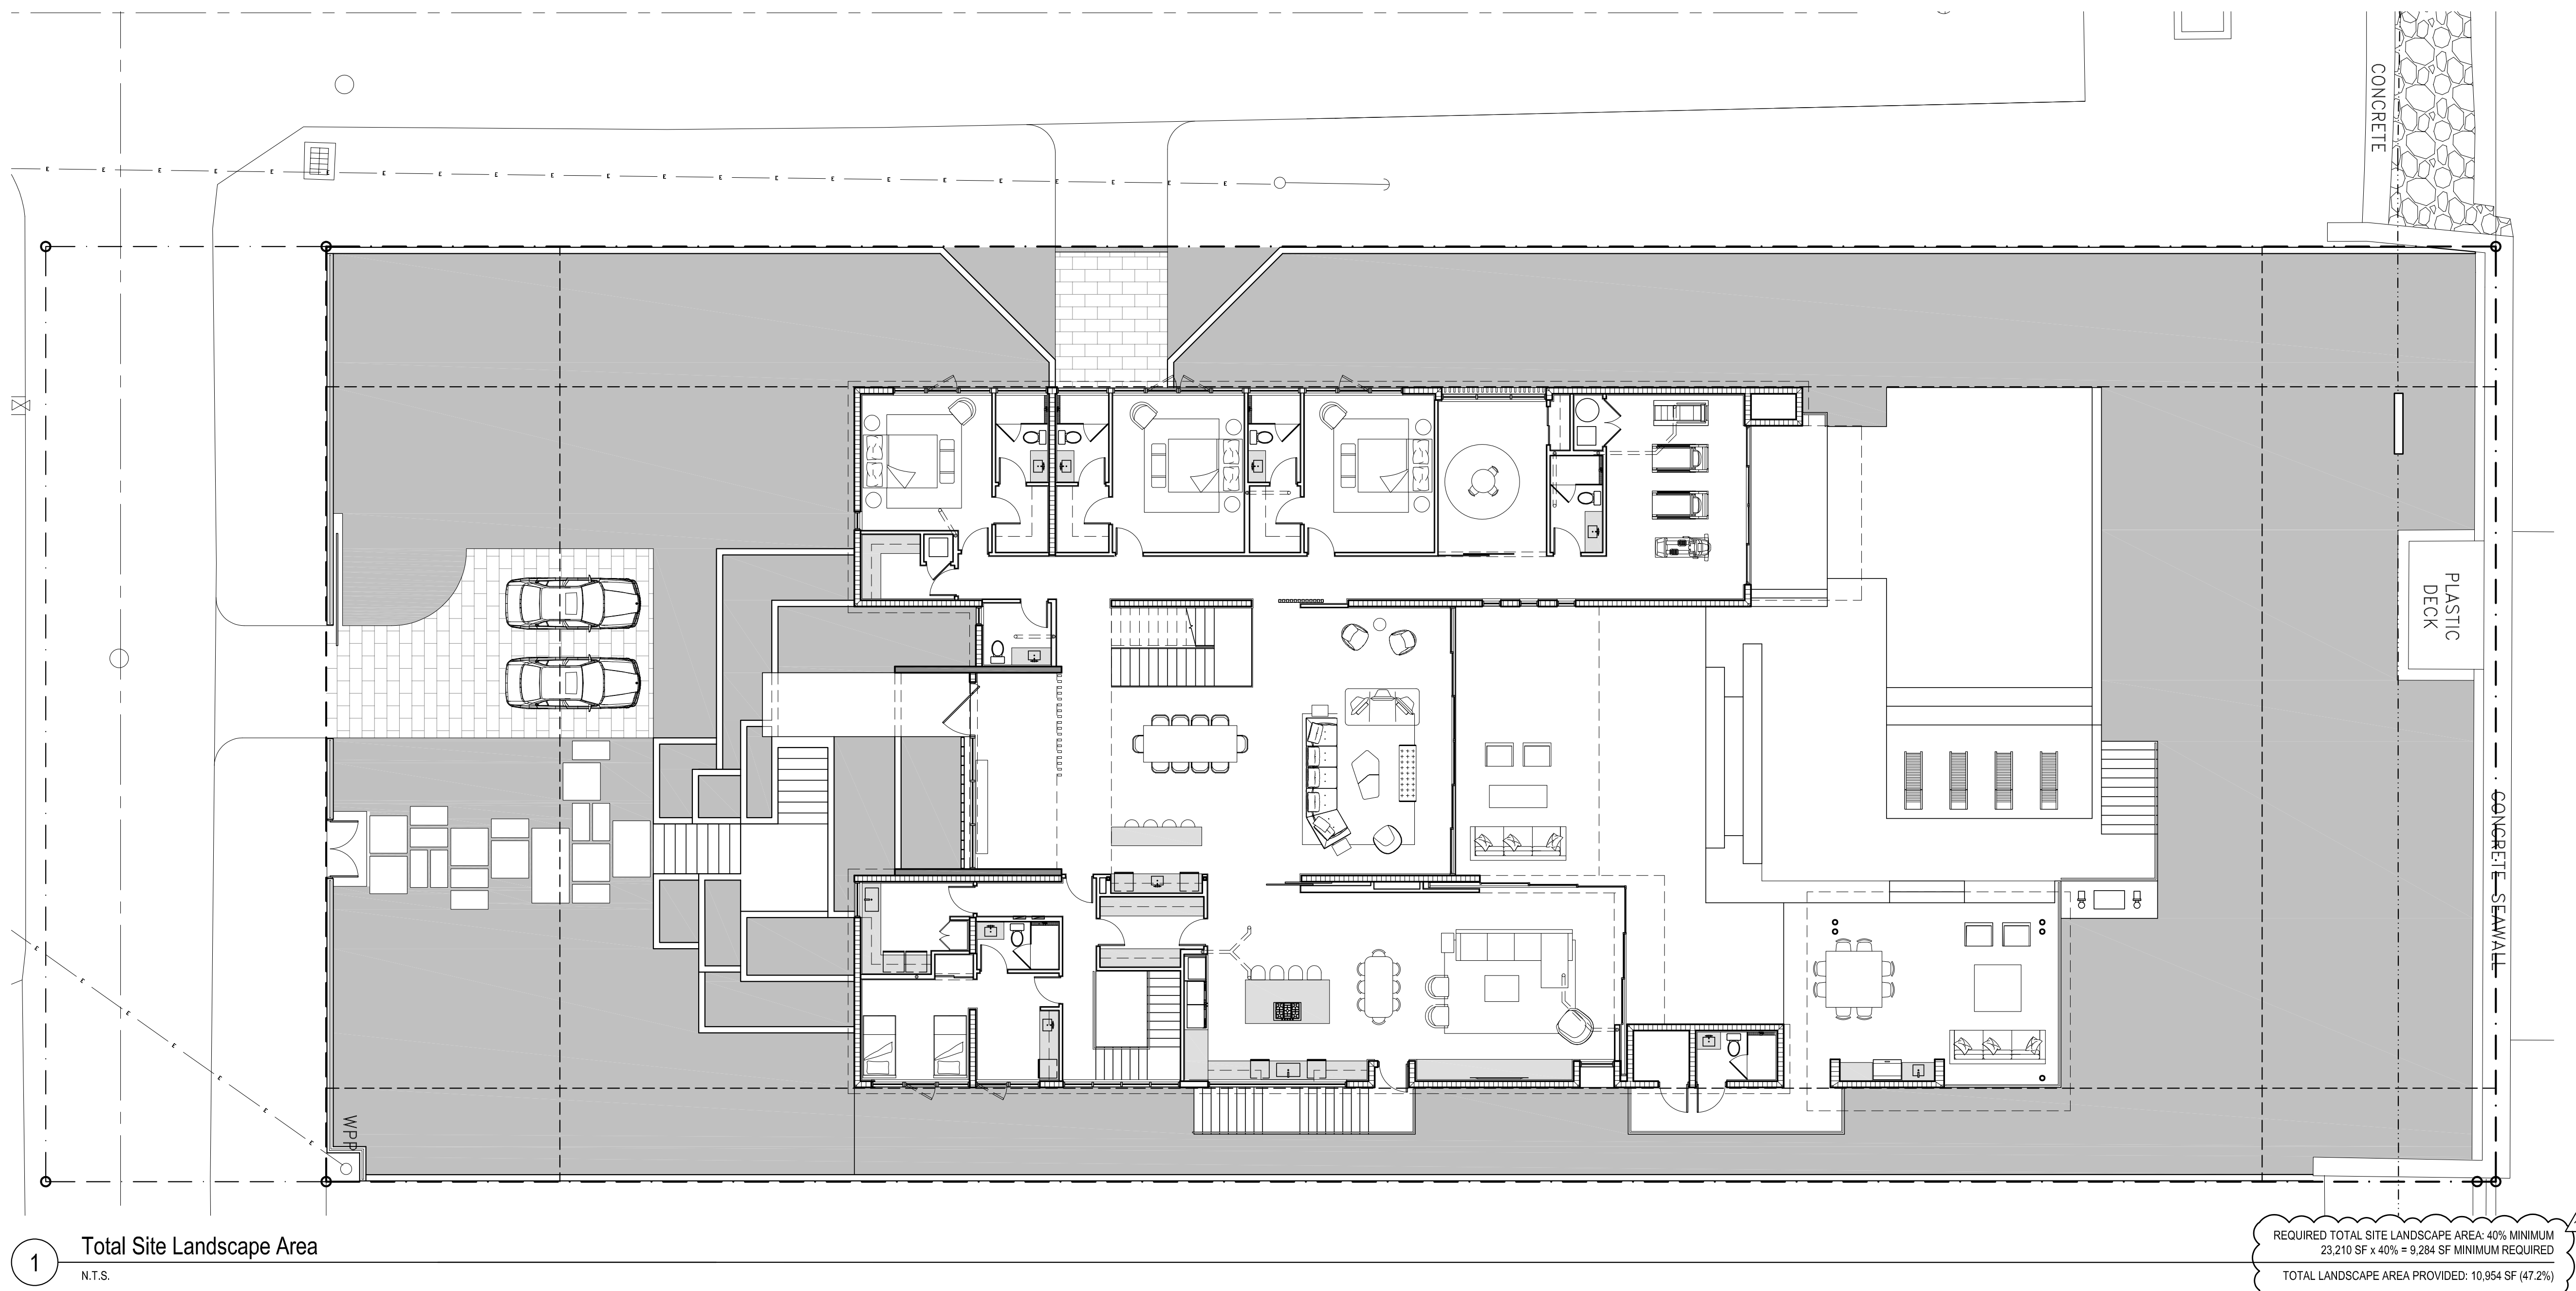 CONCRETE
E E E E E E E E E E E E E E E E E E E E E E
PLASTIC
DECK
CONCRETE SEAWALL
E
E
E
E
E
E
E
WPP
1
Total Site Landscape Area
N.T.S.
REQUIRED TOTAL SITE LANDSCAPE AREA: 40% MINIMUM
23,210 SF x 40% = 9,284 SF MINIMUM REQUIRED
TOTAL LANDSCAPE AREA PROVIDED: 10,954 SF (47.2%)